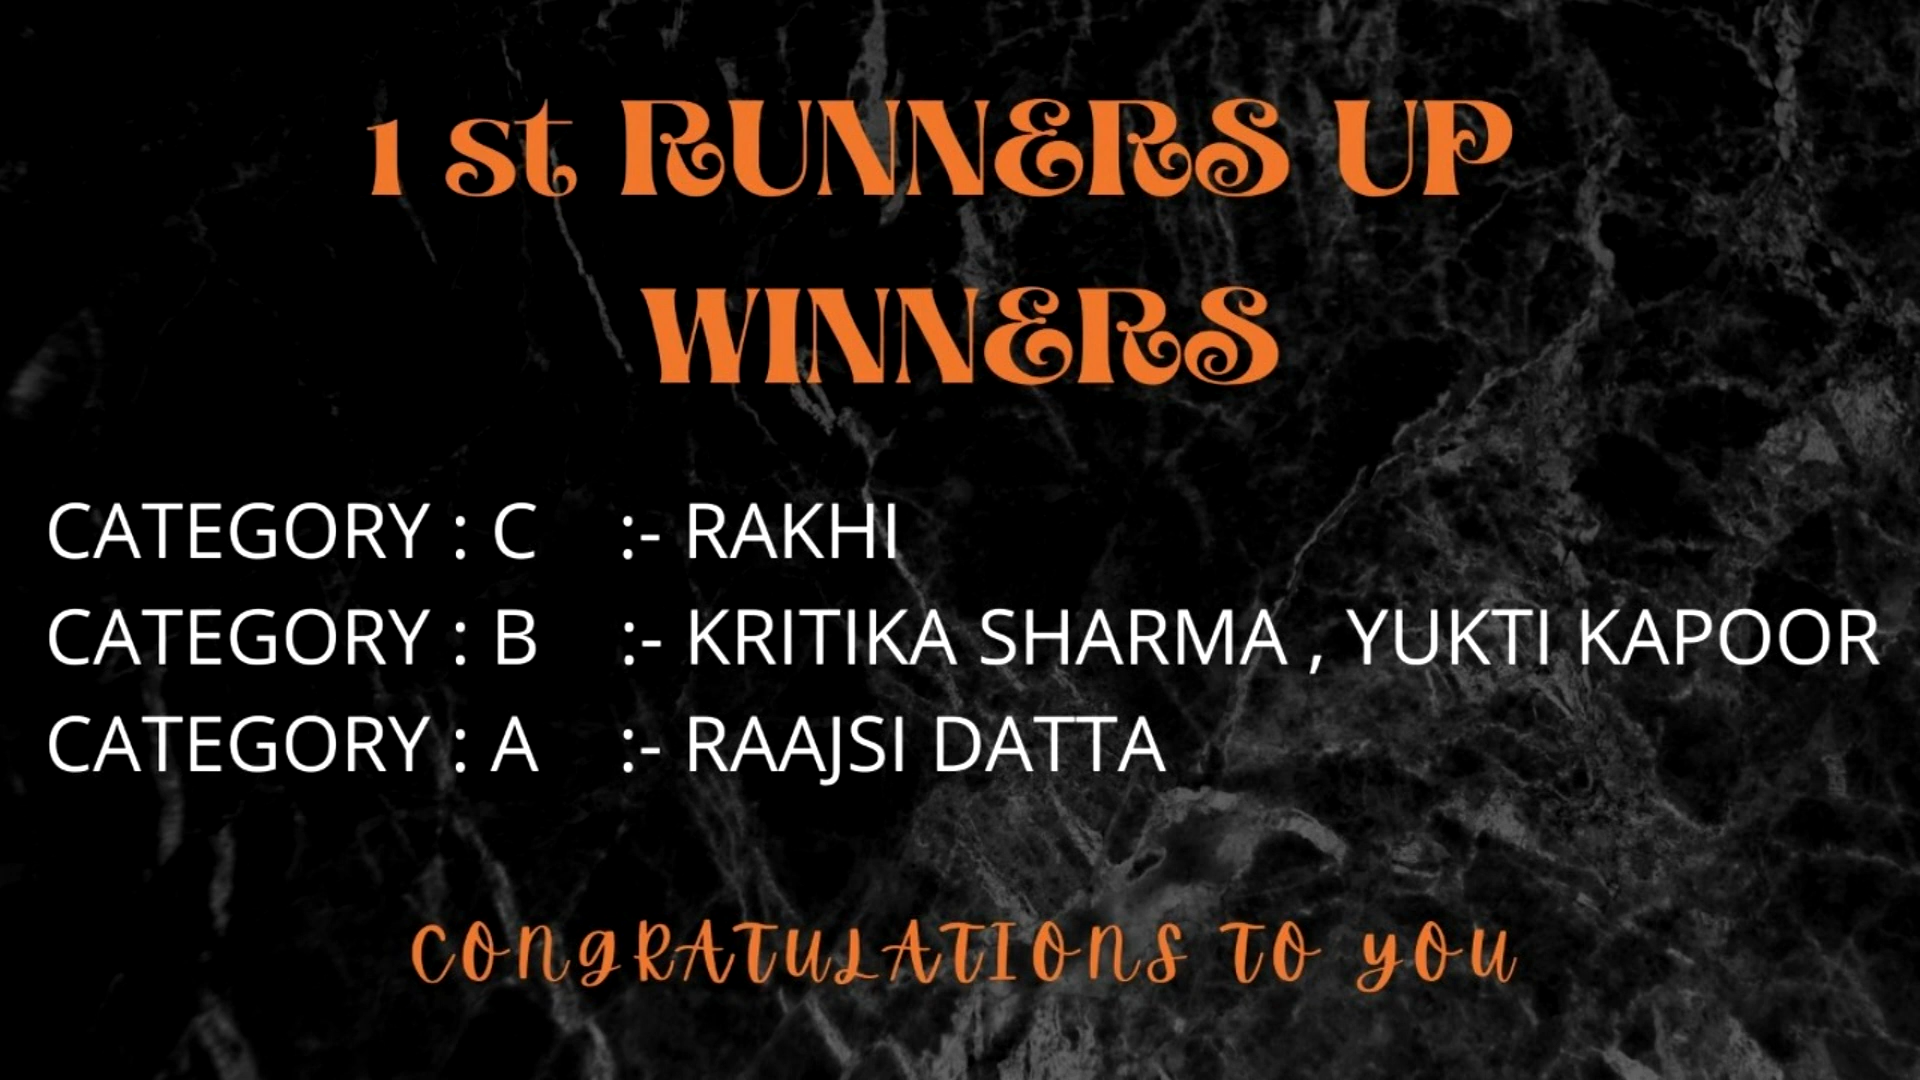 1 st RUNNERS UP
WINNERS
CATEGORY : C :- RAKHI
CATEGORY : B :- KRITIKA SHARMA , YUKTI KAPOOR
CATEGORY : A :- RAAJSI DATTA
CONgRATULATIONS TO yOU